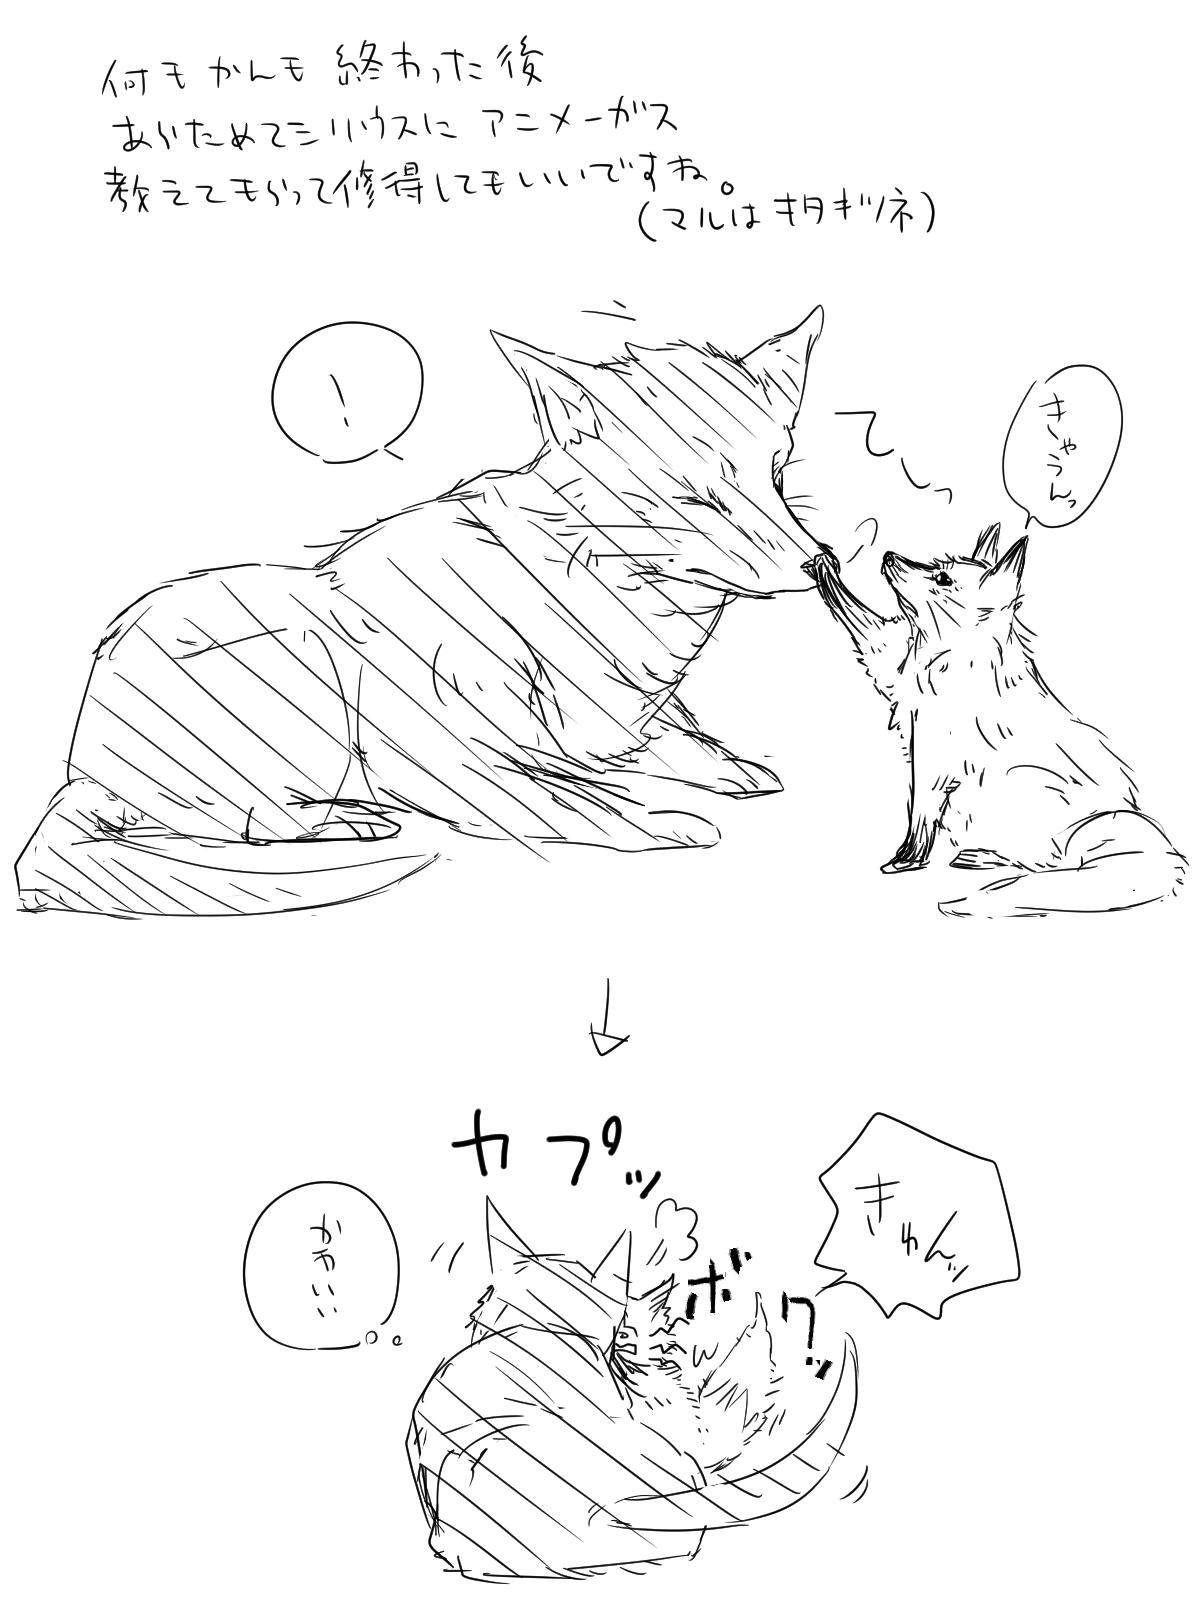 何もかんも終わった後
あらためてシリウスに アニメーガス
教えてもらって修得してもいいですね。
(マルはキタギツネ)
!
きゃうんっ
てしっ
カプッ
かわいい
きゅんッ
ボワッ